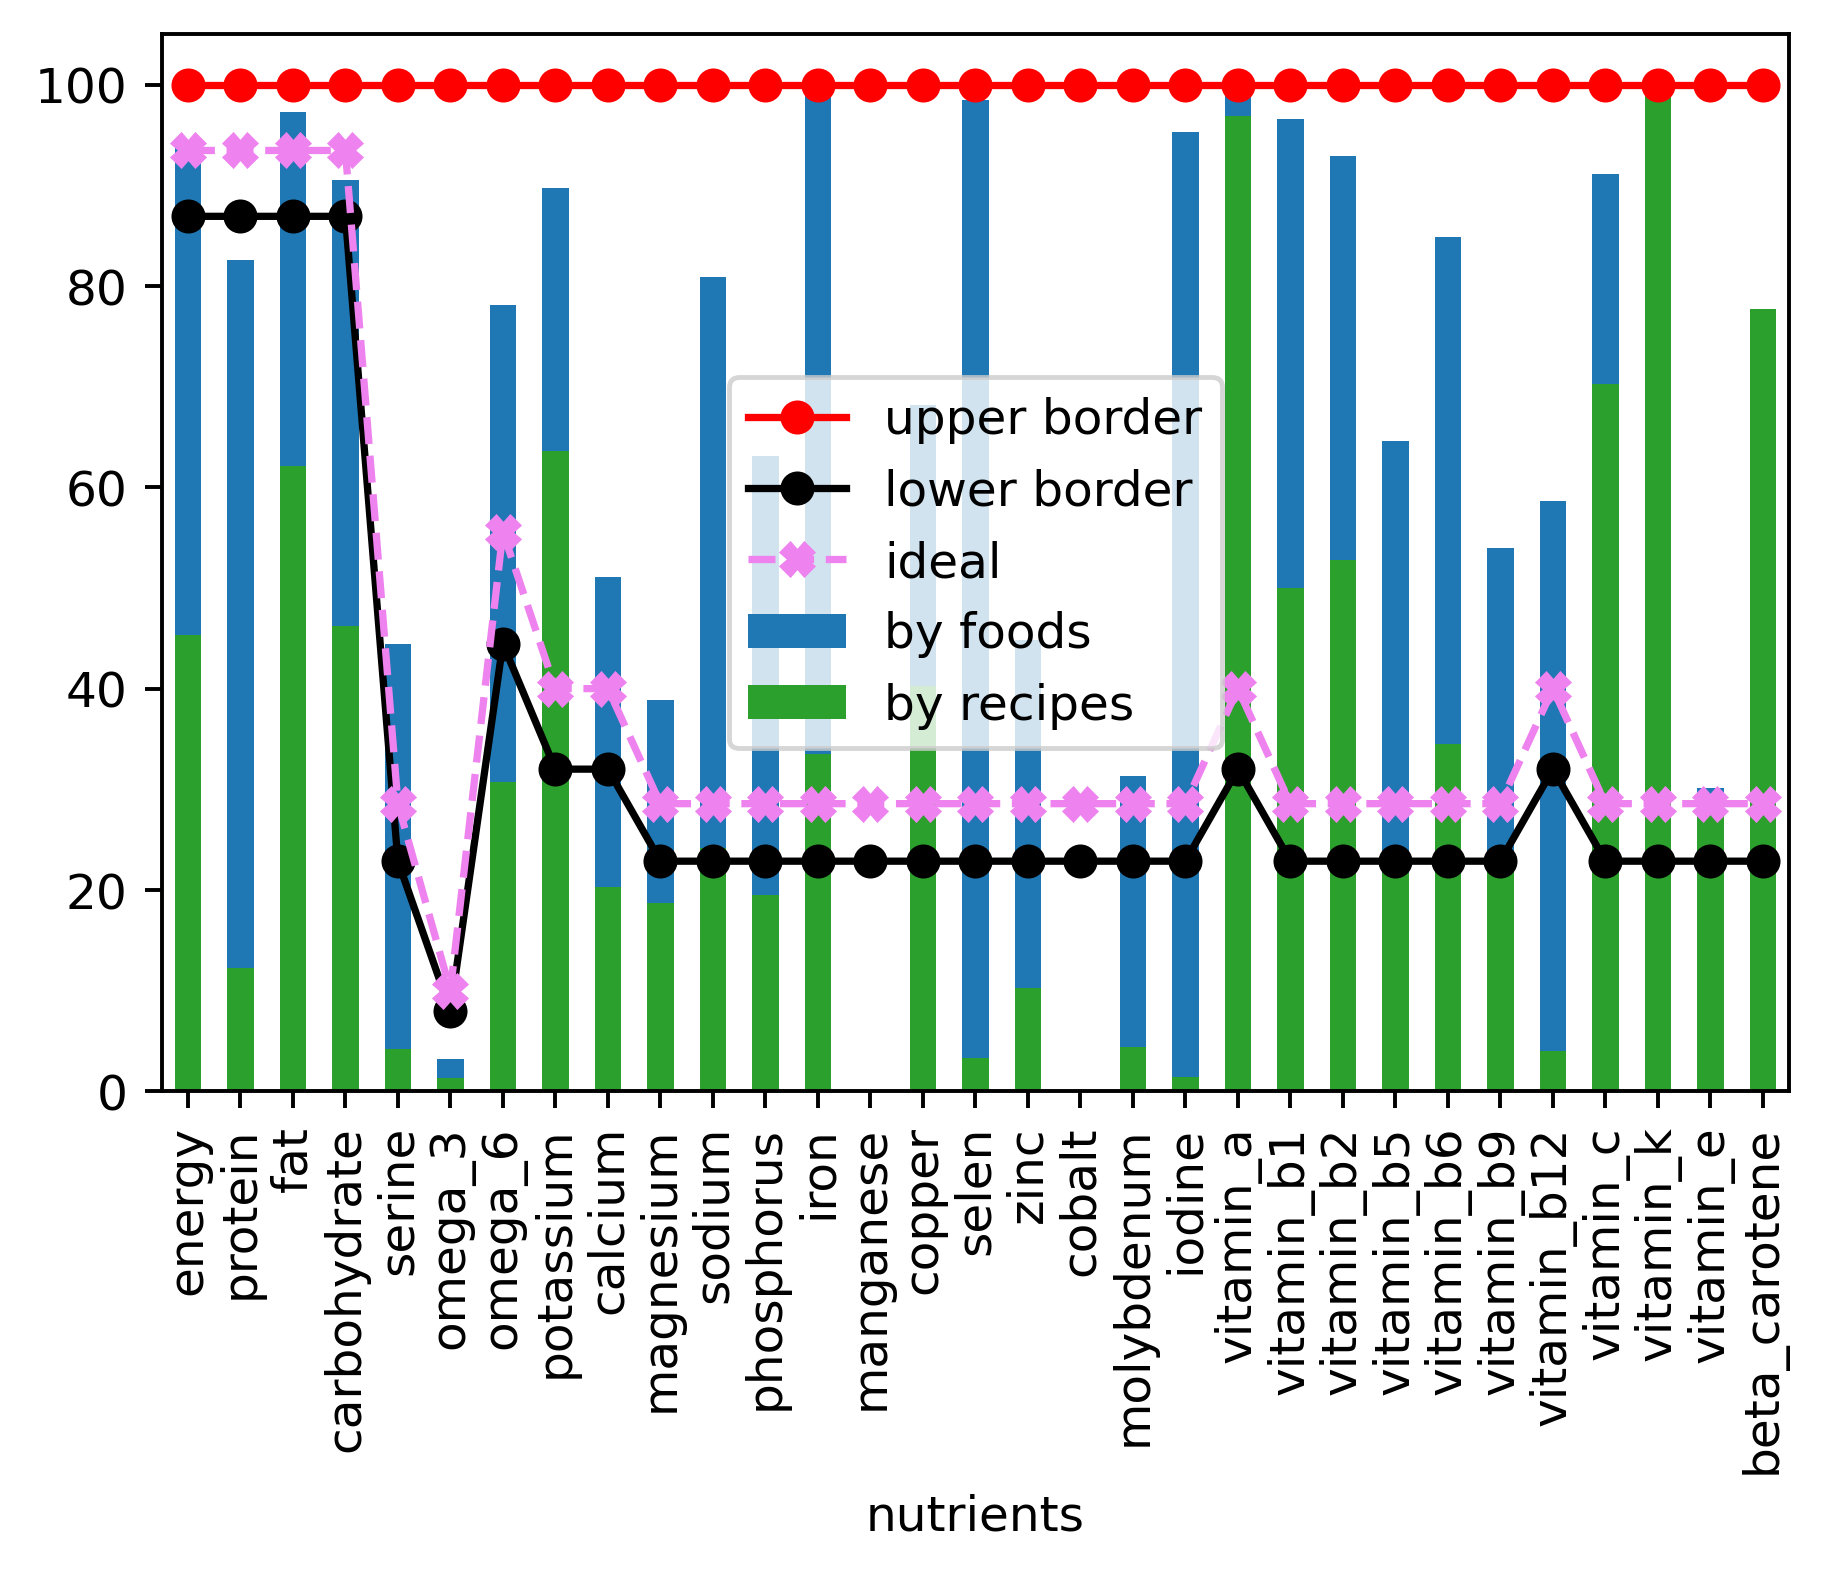 100
80
60
40
20
0
upper border
lower border
ideal
by foods
by recipes
energy
protein
fat
carbohydrate
serine
omega_3
omega_6
potassium
calcium
magnesium
sodium
phosphorus
iron
manganese
copper
selen
zinc
cobalt
molybdenum
iodine
vitamin_a
vitamin_b1
vitamin_b2
vitamin_b5
vitamin_b6
vitamin_b9
vitamin_b12
vitamin_c
vitamin_k
vitamin_e
beta_carotene
nutrients